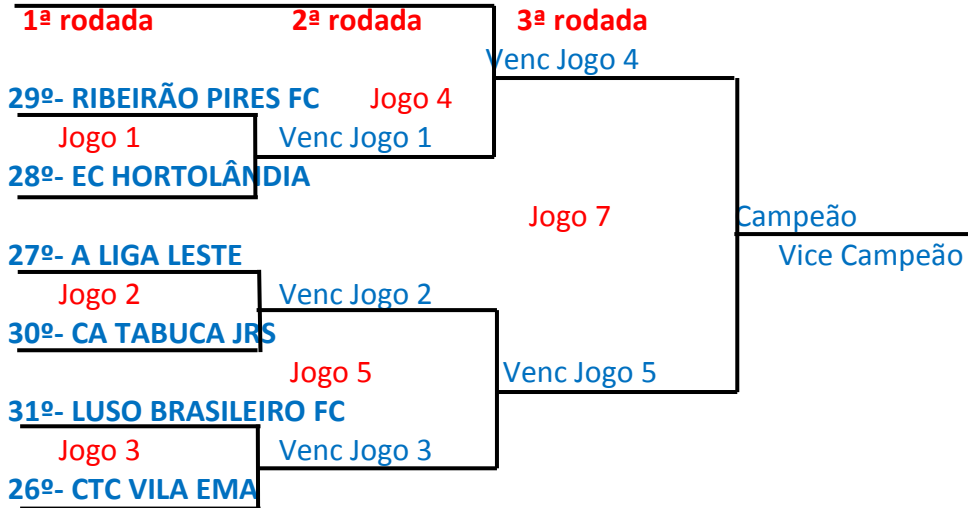 1ª rodada 2ª rodada 3ª rodada
Venc Jogo 4
29º- RIBEIRÃO PIRES FC Jogo 4
Jogo 1 Venc Jogo 1
28º- EC HORTOLÂNDIA
Jogo 7 Campeão
27º- A LIGA LESTE Vice Campeão
Jogo 2 Venc Jogo 2
30º- CA TABUCA JRS
Jogo 5 Venc Jogo 5
31º- LUSO BRASILEIRO FC
Jogo 3 Venc Jogo 3
26º- CTC VILA EMA